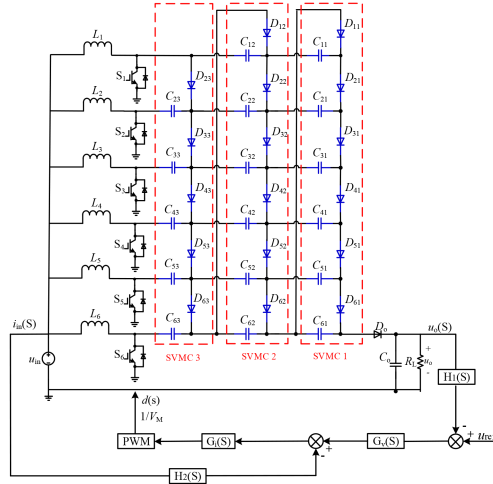 L1 D12 D11
C12 C11
S1 D23 D22 D21
L2 C23 C22 C21
S2 D33 D32 D31
L3 C33 C32 C31
S3 D43 D42 D41
L4 C43 C42 C41
S4 D53 D52 D51
L5 C53 C52 C51
S5 D63 D62 D61
iin(S) L6 C63 C62 C61 Do uo(S)
uin S6 SVMC 3 SVMC 2 SVMC 1 Co RL + uo - H1(S)
d(s)
1/VM
PWM Gi(S) - + Gv(S) - + ure
H2(S)